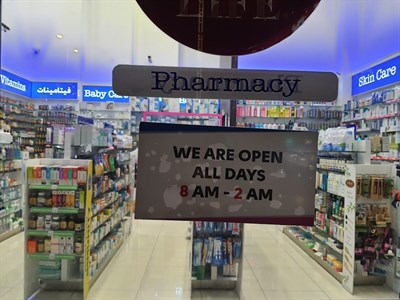 Vitamins
فيتامينات
Baby Care
Skin Care
Pharmacy
WE ARE OPEN
ALL DAYS
8 AM - 2 AM